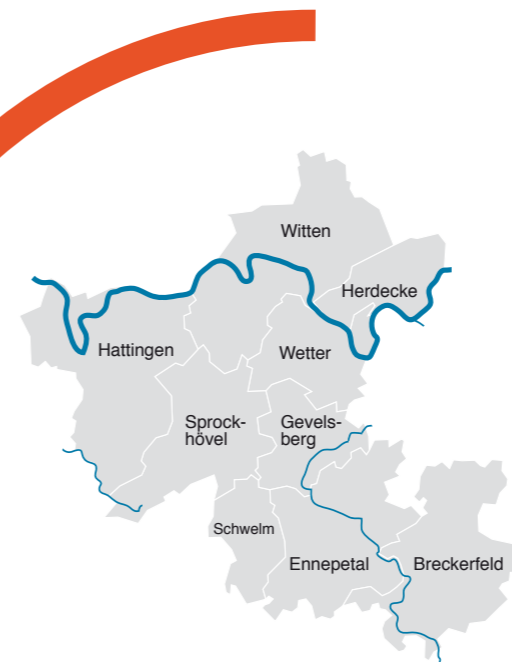 Witten
Herdecke
Hattingen
Wetter
Sprock-
hövel
Gevels-
berg
Schwelm
Ennepetal
Breckerfeld